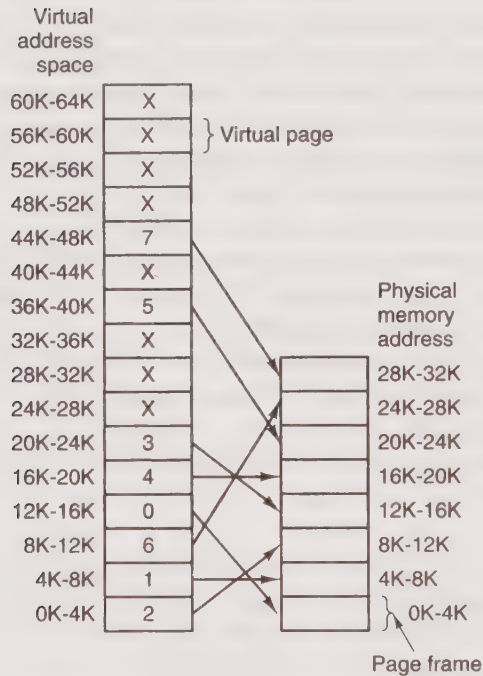 Virtual
address
space
60K-64K X
56K-60K X } Virtual page
52K-56K X
48K-52K X
44K-48K 7
40K-44K X
36K-40K 5
32K-36K X
28K-32K X
24K-28K X
20K-24K 3
16K-20K 4
12K-16K 0
8K-12K 6
4K-8K 1
0K-4K 2
Physical
memory
address
28K-32K
24K-28K
20K-24K
16K-20K
12K-16K
8K-12K
4K-8K
0K-4K
Page frame